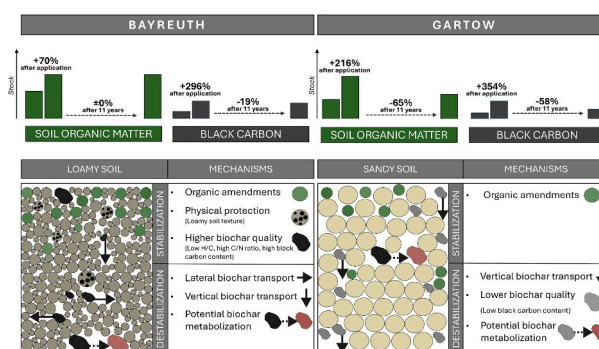 BAYREUTH
GARTOW
Stock
+70%
after application
±0%
after 11 years
+296%
after application
-19%
after 11 years
SOIL ORGANIC MATTER
BLACK CARBON
Stock
+216%
after application
-65%
after 11 years
+354%
after application
-58%
after 11 years
SOIL ORGANIC MATTER
BLACK CARBON
LOAMY SOIL
MECHANISMS
STABILIZATION
• Organic amendments
• Physical protection
(Loamy soil texture)
• Higher biochar quality
(Low H/C, high C/N ratio, high black
carbon content)
DESTABILIZATION
• Lateral biochar transport
• Vertical biochar transport
• Potential biochar
metabolization
SANDY SOIL
MECHANISMS
STABILIZATION
• Organic amendments
DESTABILIZATION
• Vertical biochar transport
• Lower biochar quality
(Low black carbon content)
• Potential biochar
metabolization